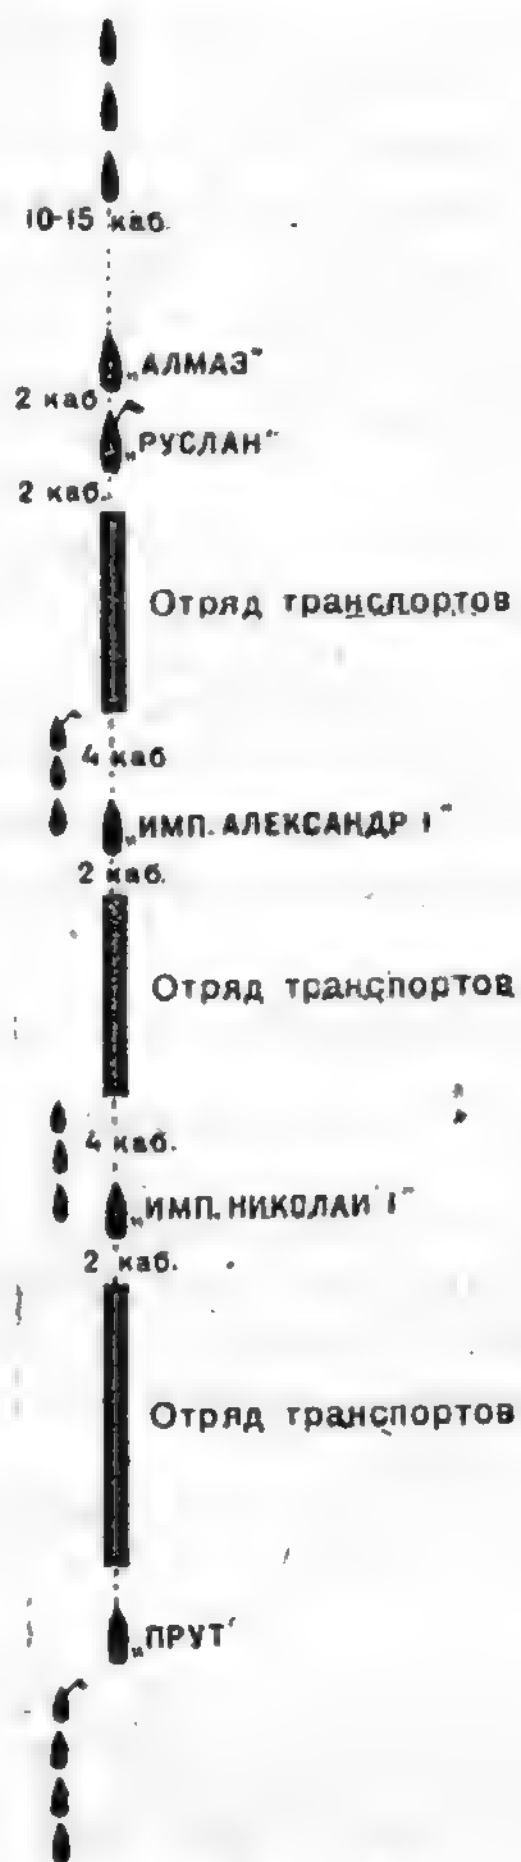 10-15 каб.
„АЛМАЗ"
2 каб.
„РУСЛАН"
2 каб.
Отряд транспортов
4 каб.
„ИМП. АЛЕКСАНДР I"
2 каб.
Отряд транспортов
4 каб.
„ИМП. НИКОЛАЙ I"
2 каб.
Отряд транспортов
„ПРУТ"